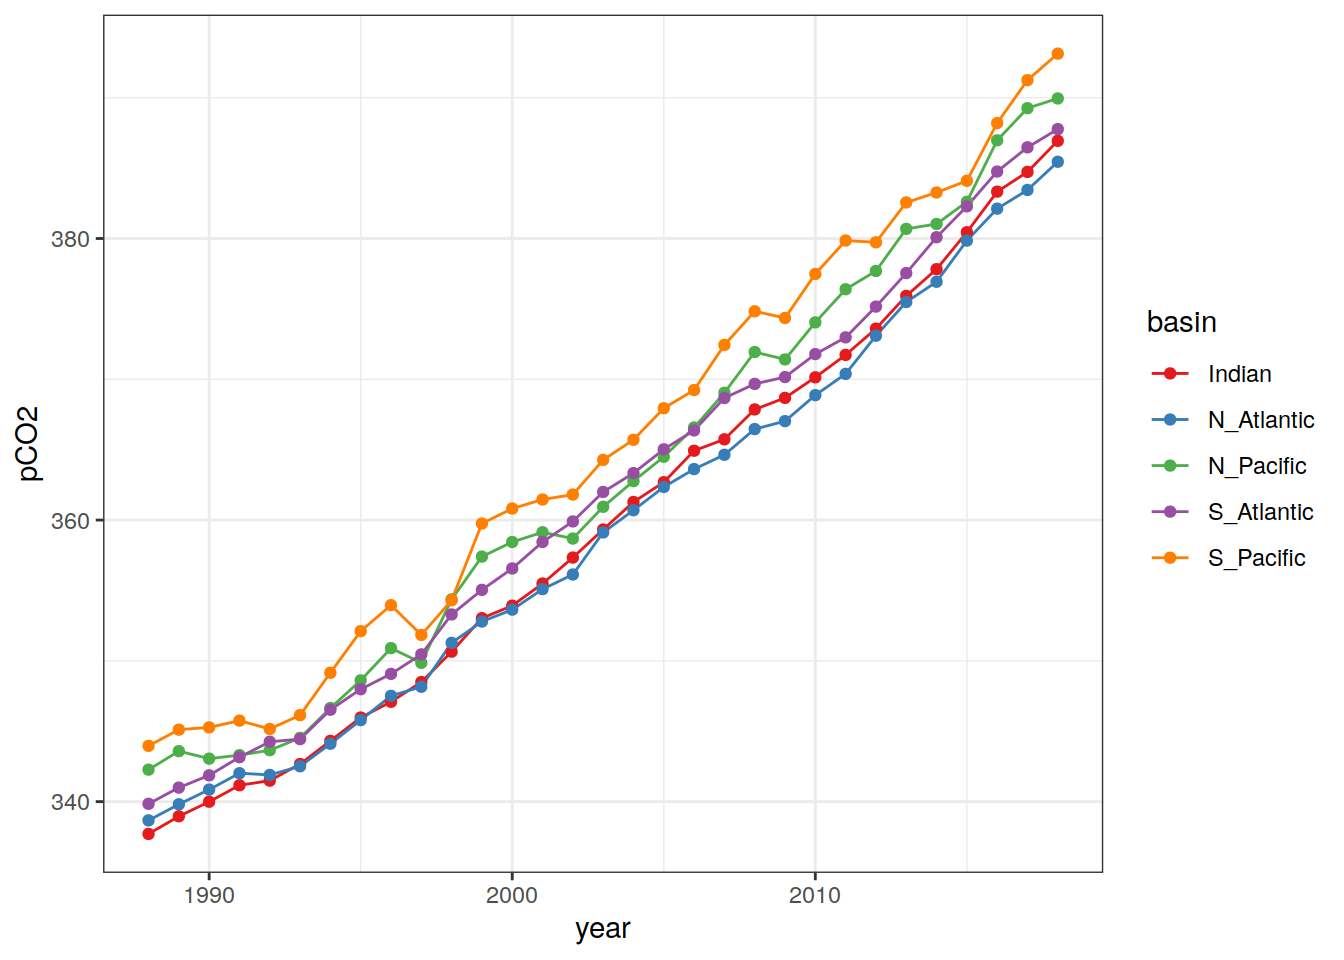 380
360
340
pCO2
1990
2000
2010
year
basin
Indian
N_Atlantic
N_Pacific
S_Atlantic
S_Pacific